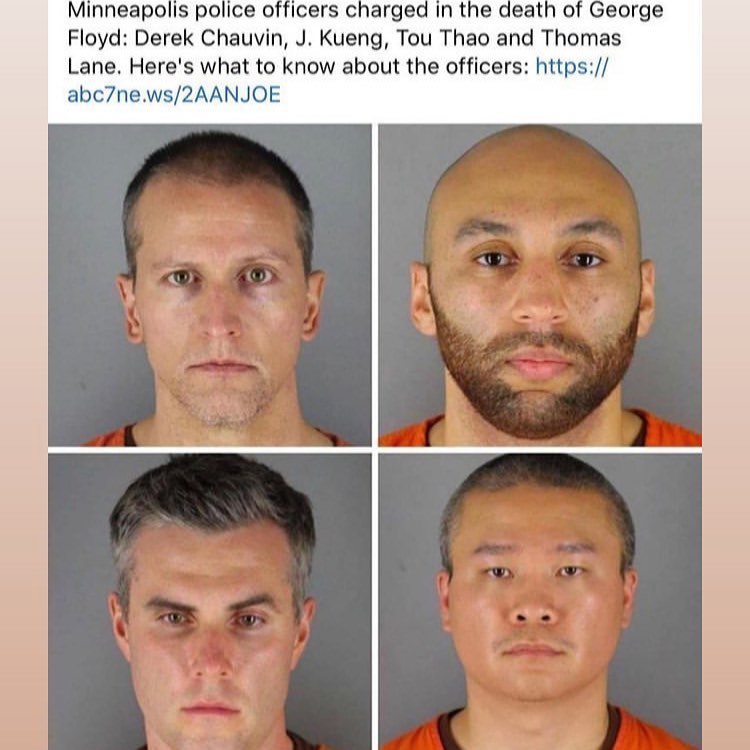 Minneapolis police officers charged in the death of George
Floyd: Derek Chauvin, J. Kueng, Tou Thao and Thomas
Lane. Here's what to know about the officers: https://
abc7ne.ws/2AANJOE